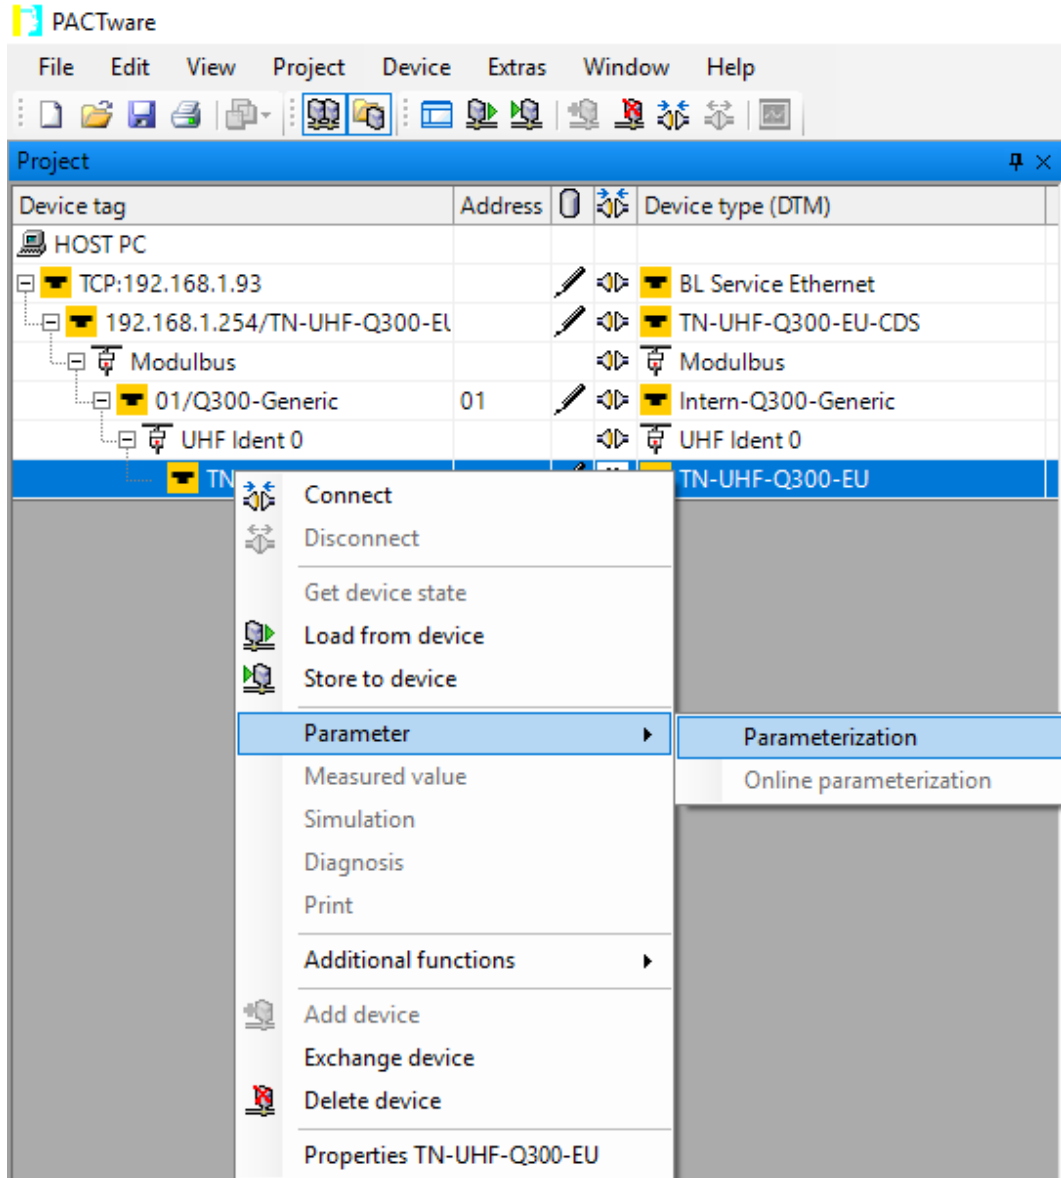 PACTware
File Edit View Project Device Extras Window Help
Project
Device tag Address Device type (DTM)
HOST PC
TCP:192.168.1.93 BL Service Ethernet
192.168.1.254/TN-UHF-Q300-EU TN-UHF-Q300-EU-CDS
Modulbus Modulbus
01/Q300-Generic 01 Intern-Q300-Generic
UHF Ident 0 UHF Ident 0
TN TN-UHF-Q300-EU
Connect
Disconnect
Get device state
Load from device
Store to device
Parameter Parameterization
Measured value Online parameterization
Simulation
Diagnosis
Print
Additional functions
Add device
Exchange device
Delete device
Properties TN-UHF-Q300-EU